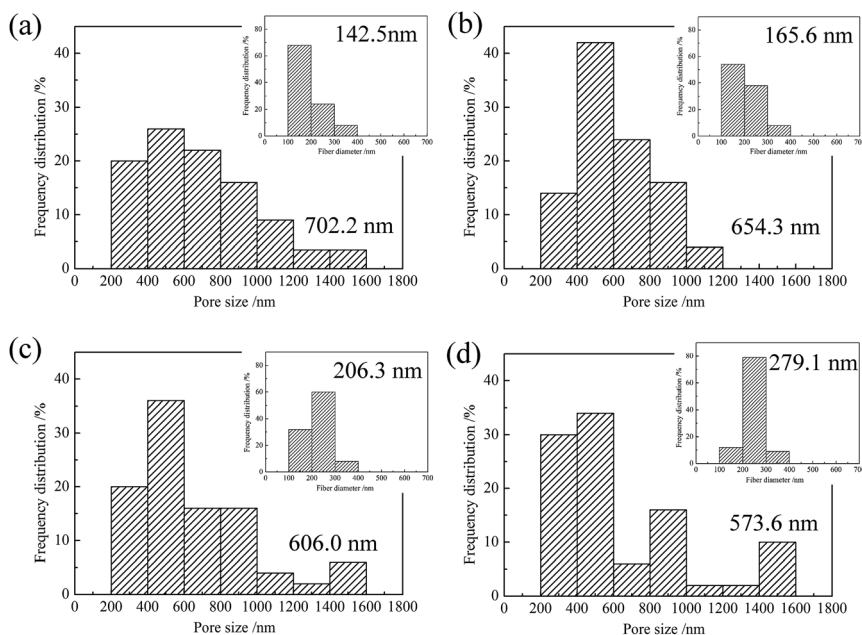 (a)
142.5nm
Frequency distribution /%
80
60
40
20
0
0 100 200 300 400 500 600 700
Fiber diameter /nm
Frequency distribution /%
40
30
20
10
0
702.2 nm
0 200 400 600 800 1000 1200 1400 1600 1800
Pore size /nm
(b)
165.6 nm
Frequency distribution /%
80
60
40
20
0
0 100 200 300 400 500 600 700
Fiber diameter /nm
Frequency distribution /%
40
30
20
10
0
654.3 nm
0 200 400 600 800 1000 1200 1400 1600 1800
Pore size /nm
(c)
206.3 nm
Frequency distribution /%
80
60
40
20
0
0 100 200 300 400 500 600 700
Fiber diameter /nm
Frequency distribution /%
40
30
20
10
0
606.0 nm
0 200 400 600 800 1000 1200 1400 1600 1800
Pore size /nm
(d)
279.1 nm
Frequency distribution /%
80
60
40
20
0
0 100 200 300 400 500 600 700
Fiber diameter /nm
Frequency distribution /%
40
30
20
10
0
573.6 nm
0 200 400 600 800 1000 1200 1400 1600 1800
Pore size /nm